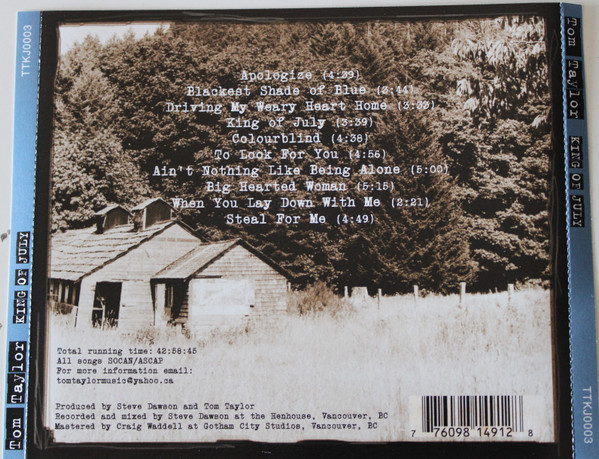 TTKJ0003
Tom Taylor KING OF JULY
Apologize (4:39)
Blackest Shade of Blue (3:44)
Driving My Weary Heart Home (3:33)
King of July (3:39)
Colourblind (4:38)
To Look For You (4:56)
Ain't Nothing Like Being Alone (5:00)
Big Hearted Woman (5:15)
When You Lay Down With Me (2:21)
Steal For Me (4:49)
Total running time: 42:58:45
All songs SOCAN/ASCAP
For more information email:
tomtaylormusic@yahoo.ca
Produced by Steve Dawson and Tom Taylor
Recorded and mixed by Steve Dawson at the Henhouse, Vancouver, BC
Mastered by Craig Waddell at Gotham City Studios, Vancouver, BC
7 76098 14912 8
Tom Taylor KING OF JULY
TTKJ0003